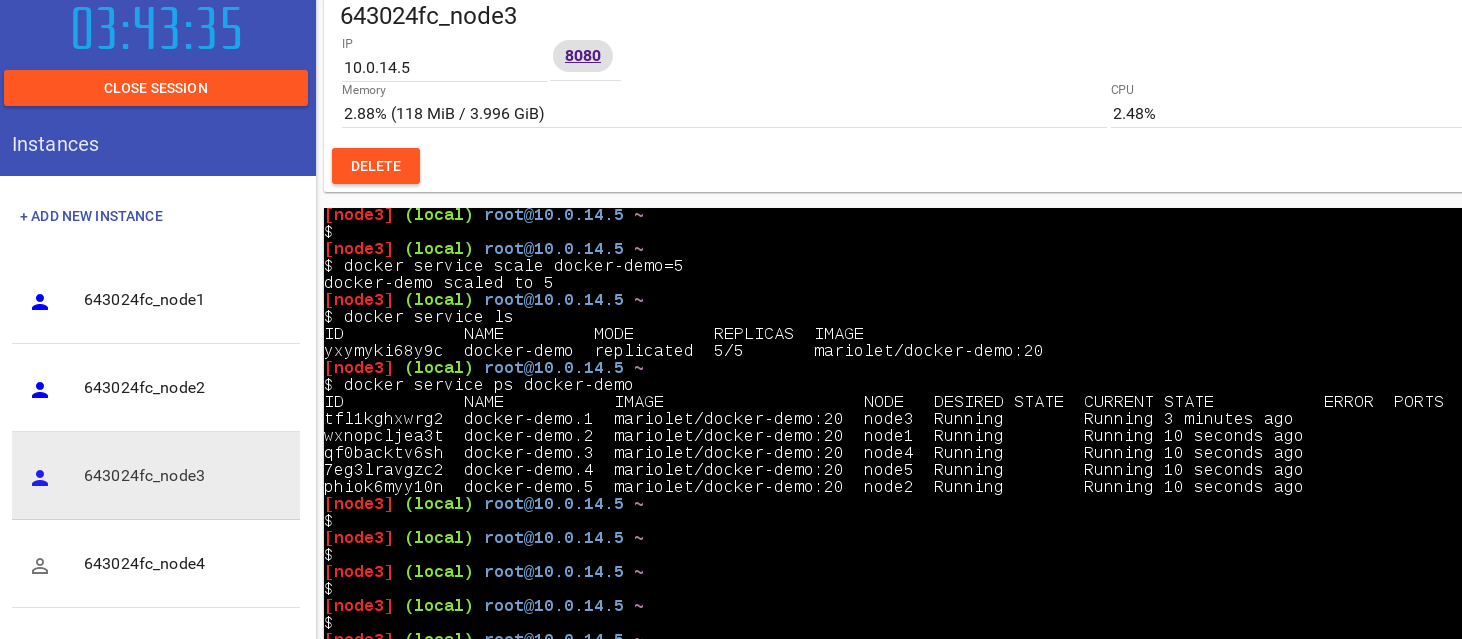 03:43:35
CLOSE SESSION
Instances
+ ADD NEW INSTANCE
643024fc_node1
643024fc_node2
643024fc_node3
643024fc_node4
643024fc_node3
IP
10.0.14.5
8080
Memory
2.88% (118 MiB / 3.996 GiB)
CPU
2.48%
DELETE
[node3] (local) root@10.0.14.5 ~
$
[node3] (local) root@10.0.14.5 ~
$ docker service scale docker-demo=5
docker-demo scaled to 5
[node3] (local) root@10.0.14.5 ~
$ docker service ls
ID            NAME         MODE        REPLICAS  IMAGE
yxymyki68y9c  docker-demo  replicated  5/5       mariolet/docker-demo:20
[node3] (local) root@10.0.14.5 ~
$ docker service ps docker-demo
ID            NAME           IMAGE                    NODE   DESIRED STATE  CURRENT STATE           ERROR  PORTS
tfl1kghxwrg2  docker-demo.1  mariolet/docker-demo:20  node3  Running        Running 3 minutes ago
wxnopcljea3t  docker-demo.2  mariolet/docker-demo:20  node1  Running        Running 10 seconds ago
qf0backtv6sh  docker-demo.3  mariolet/docker-demo:20  node4  Running        Running 10 seconds ago
7eg3lravgzc2  docker-demo.4  mariolet/docker-demo:20  node5  Running        Running 10 seconds ago
phiok6myy10n  docker-demo.5  mariolet/docker-demo:20  node2  Running        Running 10 seconds ago
[node3] (local) root@10.0.14.5 ~
$
[node3] (local) root@10.0.14.5 ~
$
[node3] (local) root@10.0.14.5 ~
$
[node3] (local) root@10.0.14.5 ~
$
[node3] (local) root@10.0.14.5 ~